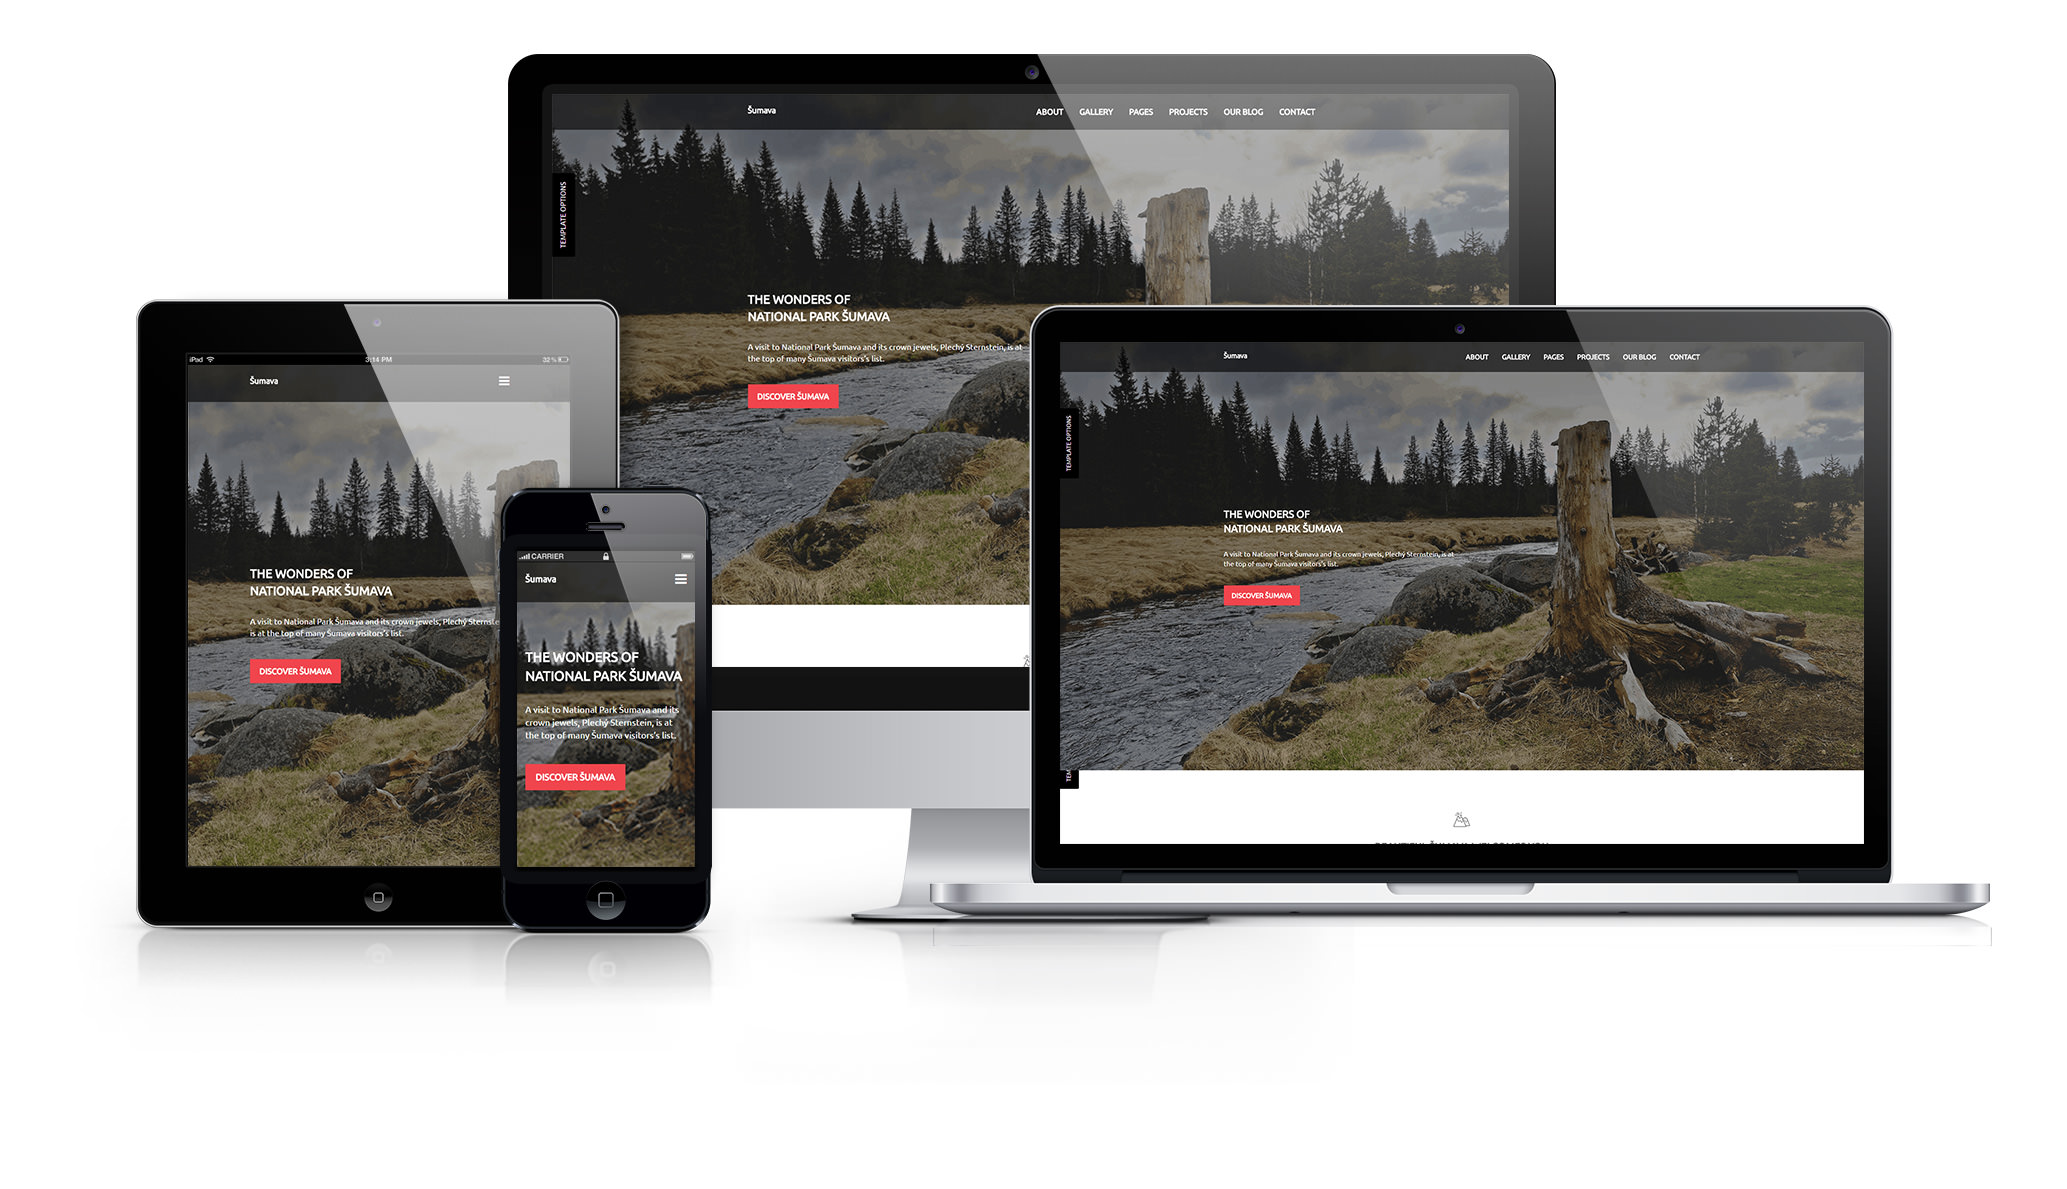 Šumava
ABOUT GALLERY PAGES PROJECTS OUR BLOG CONTACT
TEMPLATE OPTIONS
THE WONDERS OF
NATIONAL PARK ŠUMAVA
A visit to National Park Šumava and its crown jewels, Plechý Sternstein, is at
the top of many Šumava visitors's list.
DISCOVER ŠUMAVA
iPad 3:14 PM 32%
Šumava
THE WONDERS OF
NATIONAL PARK ŠUMAVA
A visit to National Park Šumava and its crown jewels, Plechý Sternste
is at the top of many Šumava visitors's list.
DISCOVER ŠUMAVA
CARRIER
Šumava
THE WONDERS OF
NATIONAL PARK ŠUMAVA
A visit to National Park Šumava and its
crown jewels, Plechý Sternstein, is at
the top of many Šumava visitors's list.
DISCOVER ŠUMAVA
Šumava
ABOUT GALLERY PAGES PROJECTS OUR BLOG CONTACT
TEMPLATE OPTIONS
THE WONDERS OF
NATIONAL PARK ŠUMAVA
A visit to National Park Šumava and its crown jewels, Plechý Sternstein, is at
the top of many Šumava visitors's list.
DISCOVER ŠUMAVA
TEM